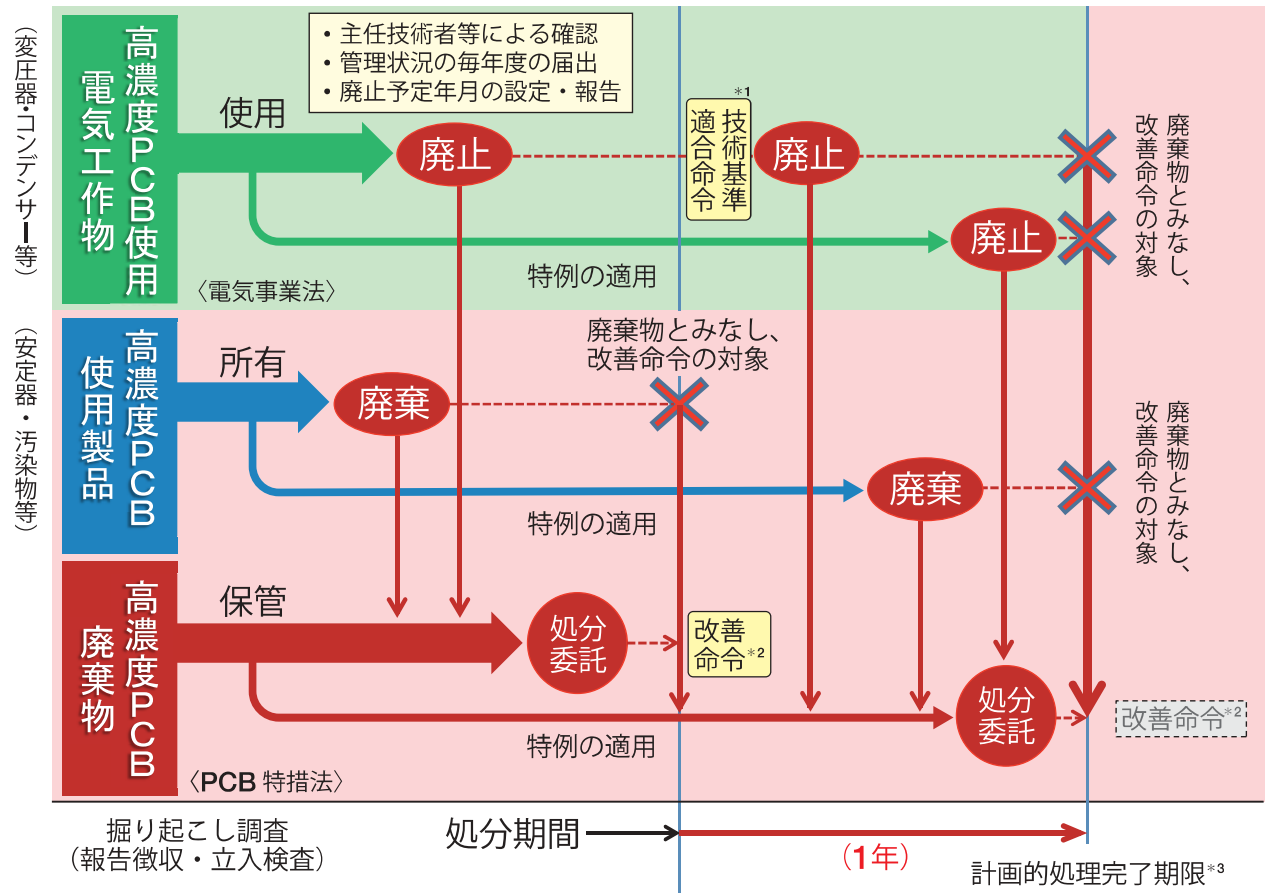 （変圧器・コンデンサー等）
高濃度PCB使用
電気工作物
・主任技術者等による確認
・管理状況の毎年度の届出
・廃止予定年月の設定・報告
使用
廃止
*1
技術基準
適合命令
廃止
廃棄物とみなし、
改善命令の対象
廃止
特例の適用
〈電気事業法〉
（安定器・汚染物等）
高濃度PCB
使用製品
所有
廃棄
廃棄物とみなし、
改善命令の対象
廃棄物とみなし、
改善命令の対象
廃棄
特例の適用
高濃度PCB
廃棄物
保管
処分
委託
改善
命令*2
処分
委託
改善命令*2
特例の適用
〈PCB 特措法〉
掘り起こし調査
（報告徴収・立入検査）
処分期間
（1年）
計画的処理完了期限*3